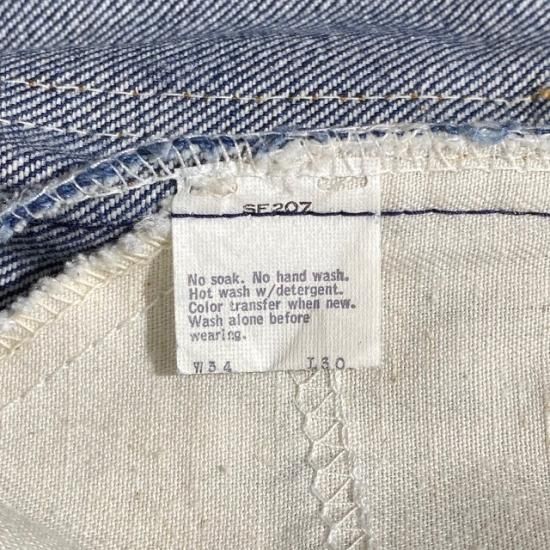 SF207
No soak. No hand wash.
Hot wash w/detergent.
Color transfer when new.
Wash alone before
wearing.
W34 L30